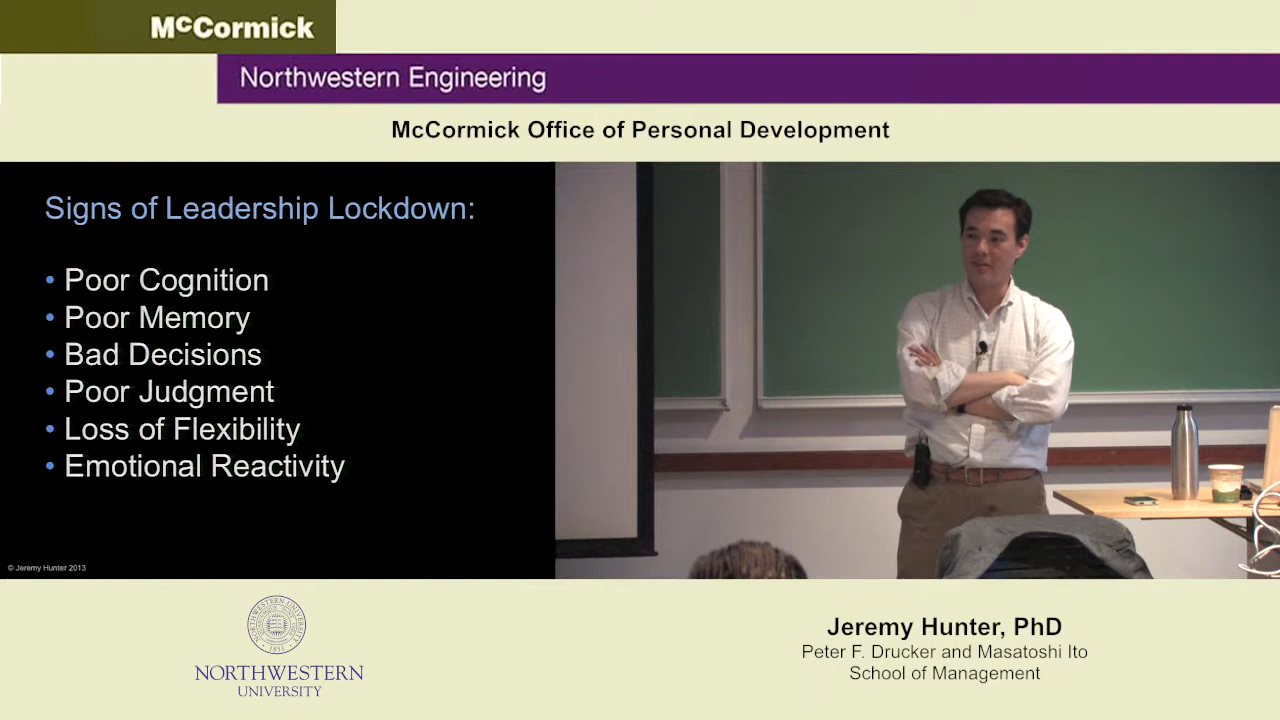 McCormick
Northwestern Engineering
McCormick Office of Personal Development
Signs of Leadership Lockdown:
• Poor Cognition
• Poor Memory
• Bad Decisions
• Poor Judgment
• Loss of Flexibility
• Emotional Reactivity
© Jeremy Hunter 2013
NORTHWESTERN
UNIVERSITY
Jeremy Hunter, PhD
Peter F. Drucker and Masatoshi Ito
School of Management